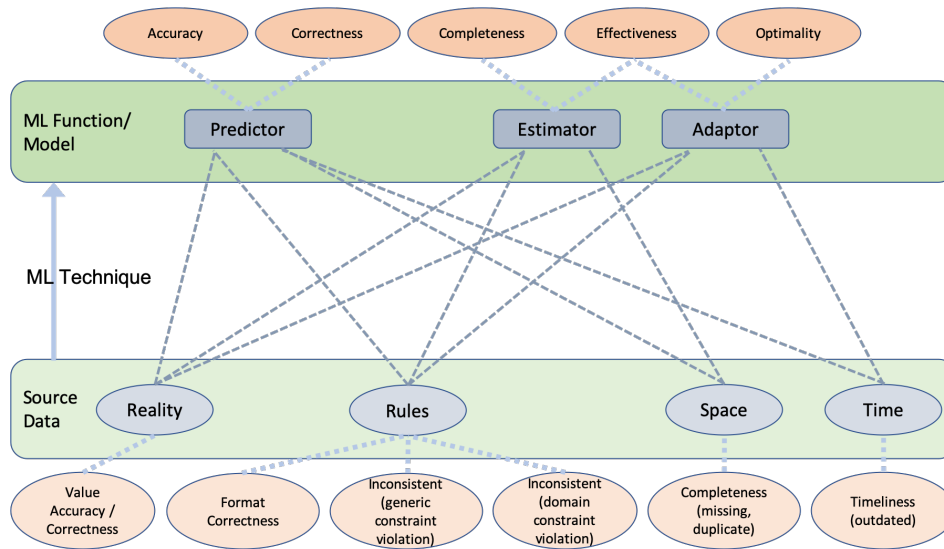 Accuracy
Correctness
Completeness
Effectiveness
Optimality
ML Function/
Model
Predictor
Estimator
Adaptor
ML Technique
Source
Data
Reality
Rules
Space
Time
Value
Accuracy /
Correctness
Format
Correctness
Inconsistent
(generic
constraint
violation)
Inconsistent
(domain
constraint
violation)
Completeness
(missing,
duplicate)
Timeliness
(outdated)